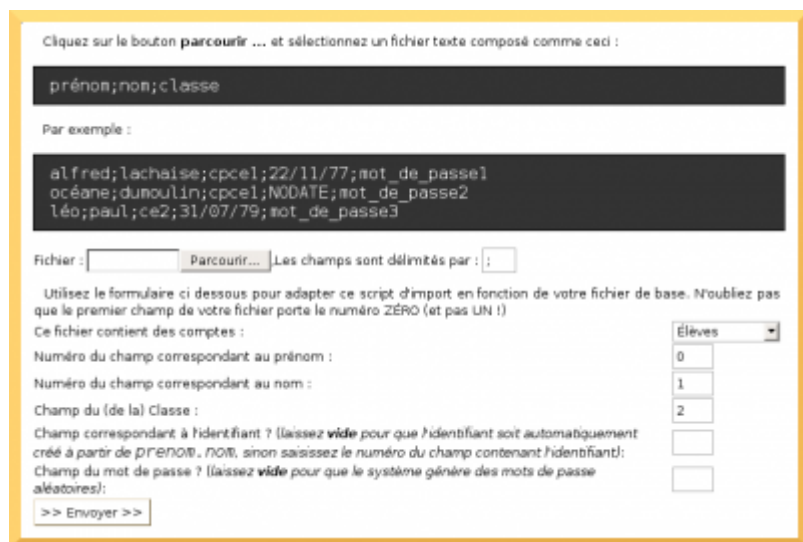 Cliquez sur le bouton parcourir ... et sélectionnez un fichier texte composé comme ceci :
prénom;nom;classe
Par exemple :
alfred;lachaise;cpce1;22/11/77;mot_de_passe1
océane;dumoulin;cpce1;NODATE;mot_de_passe2
léo;paul;ce2;31/07/79;mot_de_passe3
Fichier : Parcourir... Les champs sont délimités par : ;
Utilisez le formulaire ci dessous pour adapter ce script d'import en fonction de votre fichier de base. N'oubliez pas
que le premier champ de votre fichier porte le numéro ZÉRO (et pas UN !)
Ce fichier contient des comptes : Élèves
Numéro du champ correspondant au prénom : 0
Numéro du champ correspondant au nom : 1
Champ du (de la) Classe : 2
Champ correspondant à l'identifiant ? (laissez vide pour que l'identifiant soit automatiquement
créé à partir de prenom.nom, sinon saisissez le numéro du champ contenant l'identifiant):
Champ du mot de passe ? (laissez vide pour que le système génère des mots de passe
aléatoires):
>> Envoyer >>